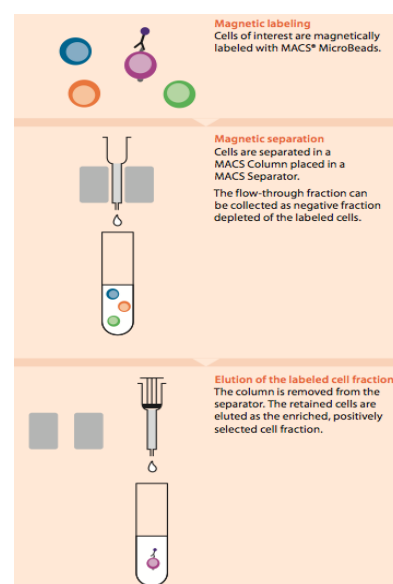 Magnetic labeling
Cells of interest are magnetically
labeled with MACS® MicroBeads.
Magnetic separation
Cells are separated in a
MACS Column placed in a
MACS Separator.
The flow-through fraction can
be collected as negative fraction
depleted of the labeled cells.
Elution of the labeled cell fraction
The column is removed from the
separator. The retained cells are
eluted as the enriched, positively
selected cell fraction.